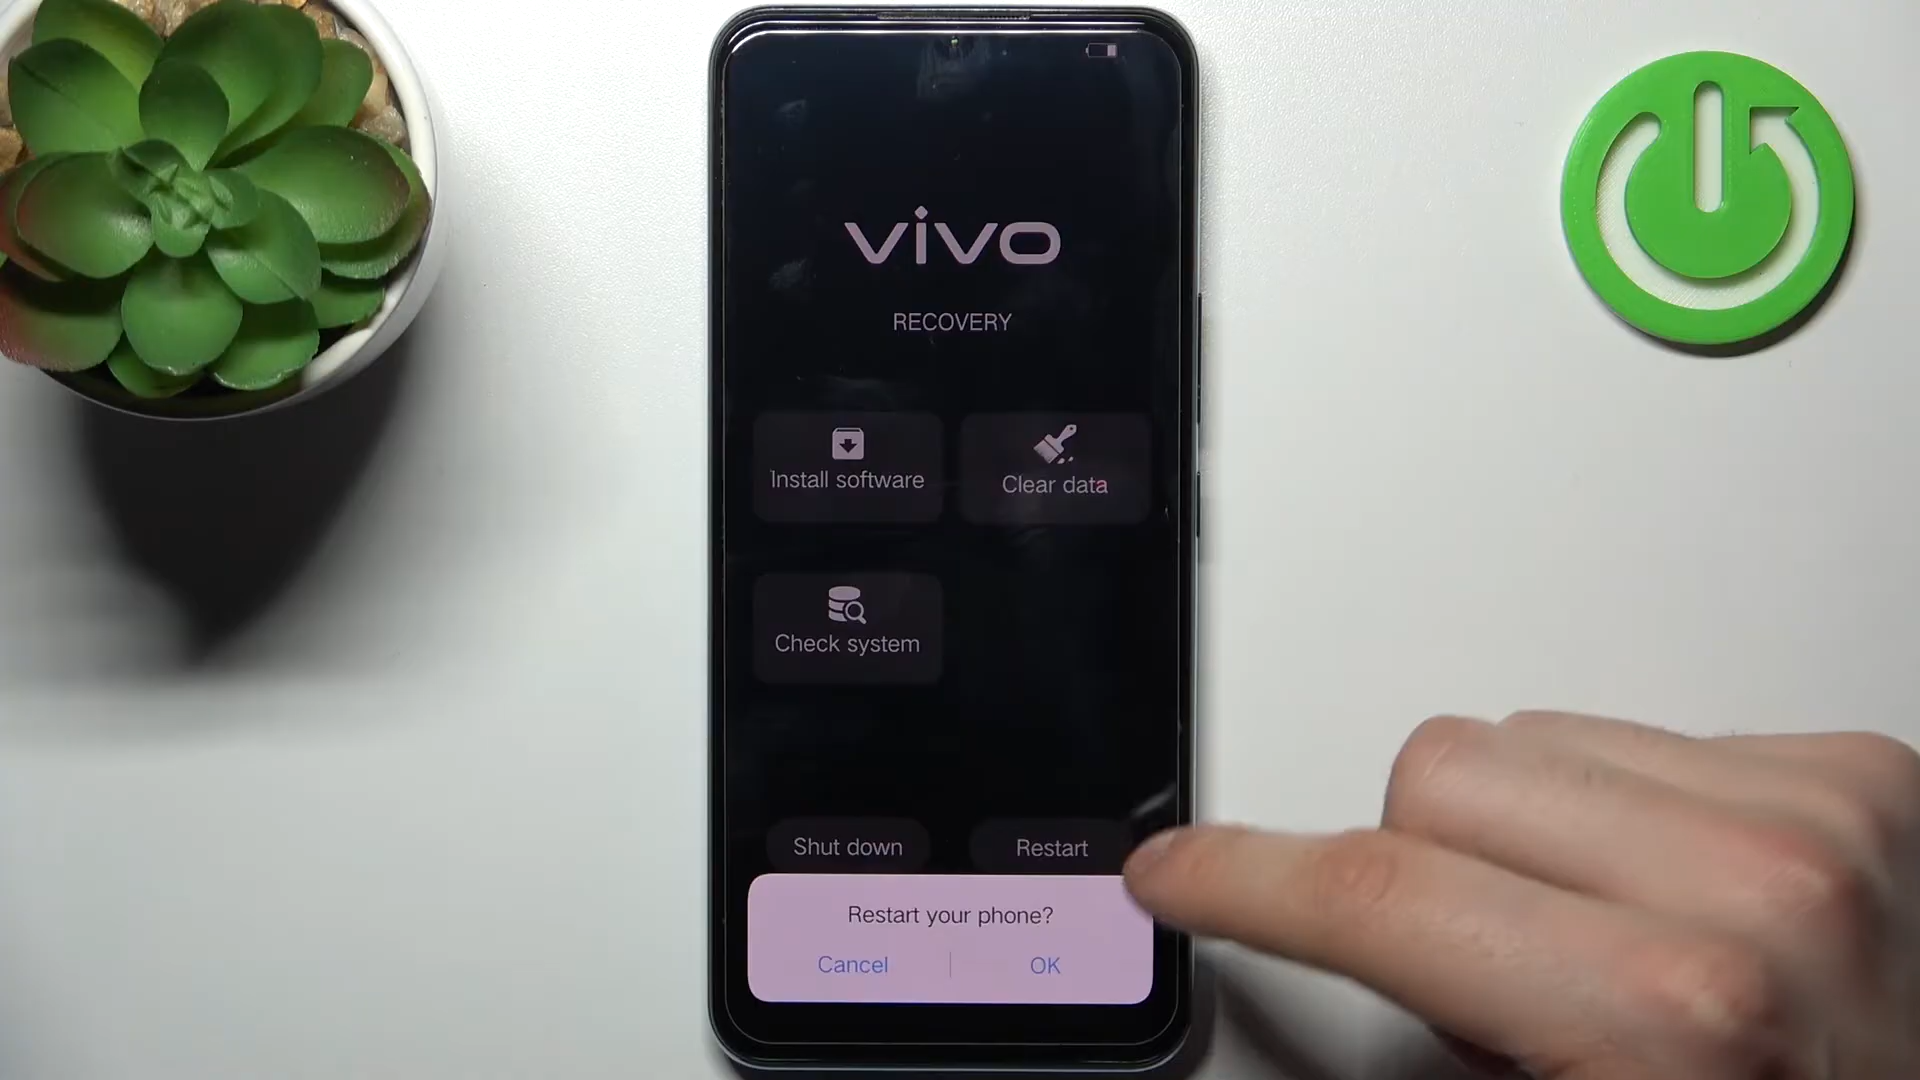 vivo
RECOVERY
Install software
Clear data
Check system
Shut down
Restart
Restart your phone?
Cancel
OK